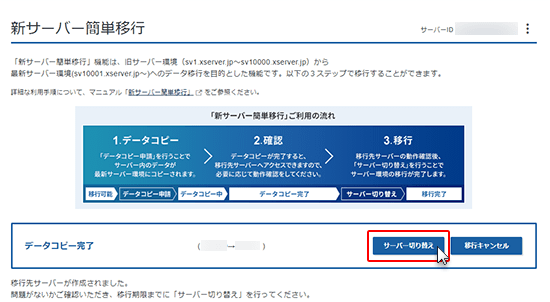 新サーバー簡単移行
サーバーID
「新サーバー簡単移行」機能は、旧サーバー環境（sv1.xserver.jp～sv10000.xserver.jp）から
最新サーバー環境(sv10001.xserver.jp～)へのデータ移行を目的とした機能です。以下の３ステップで移行することができます。
詳細な利用手順について、マニュアル「新サーバー簡単移行」をご参照ください。
「新サーバー簡単移行」ご利用の流れ
1.データコピー
「データコピー申請」を行うことで
サーバー内のデータが
最新サーバー環境にコピーされます。
2.確認
データコピーが完了すると、
移行先サーバーへアクセスできますので、
必要に応じて動作確認をしてください。
3.移行
移行先サーバーの動作確認後、
「サーバー切り替え」を行うことで
サーバー環境の移行が完了します。
移行可能 データコピー申請 データコピー中 データコピー完了 サーバー切り替え 移行完了
データコピー完了 ( → ) サーバー切り替え 移行キャンセル
移行先サーバーが作成されました。
問題がないかご確認いただき、移行期限までに「サーバー切り替え」を行ってください。